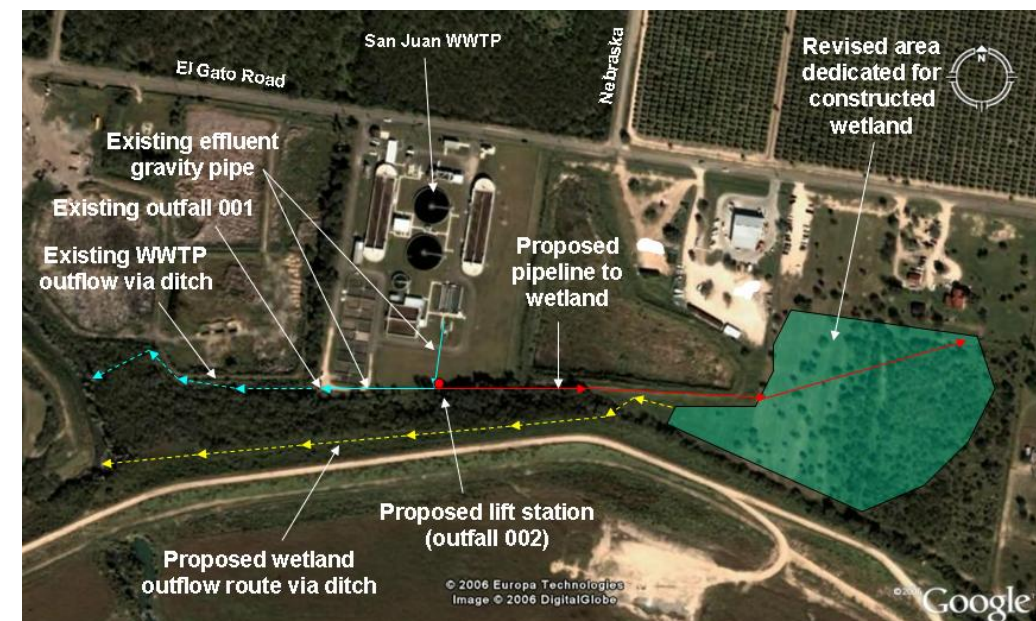 San Juan WWTP
El Gato Road
Nebraska
Revised area
dedicated for
constructed
wetland
N
Existing effluent
gravity pipe
Existing outfall 001
Existing WWTP
outflow via ditch
Proposed
pipeline to
wetland
Proposed lift station
(outfall 002)
Proposed wetland
outflow route via ditch
© 2006 Europa Technologies
Image © 2006 DigitalGlobe
©2006
Google